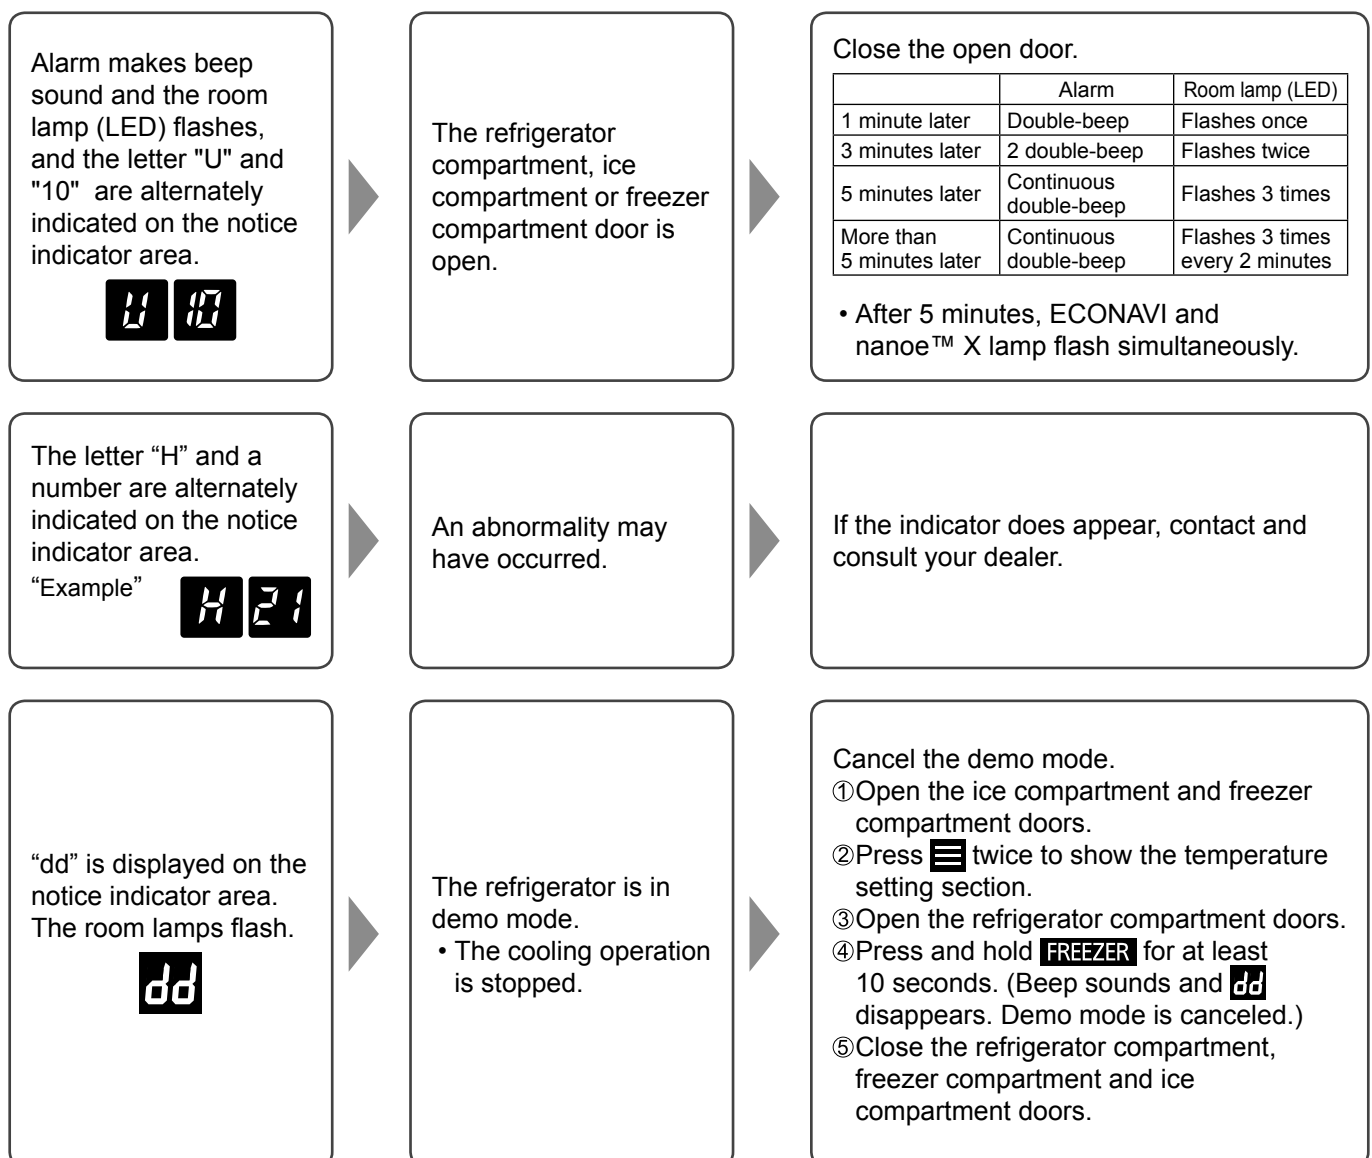 Alarm makes beep
sound and the room
lamp (LED) flashes,
and the letter "U" and
"10" are alternately
indicated on the notice
indicator area.
U 10
The refrigerator
compartment, ice
compartment or freezer
compartment door is
open.
Close the open door.
Alarm Room lamp (LED)
1 minute later Double-beep Flashes once
3 minutes later 2 double-beep Flashes twice
5 minutes later Continuous double-beep Flashes 3 times
More than 5 minutes later Continuous double-beep Flashes 3 times every 2 minutes
• After 5 minutes, ECONAVI and
nanoe™ X lamp flash simultaneously.
The letter “H” and a
number are alternately
indicated on the notice
indicator area.
“Example”
H 21
An abnormality may
have occurred.
If the indicator does appear, contact and
consult your dealer.
“dd” is displayed on the
notice indicator area.
The room lamps flash.
dd
The refrigerator is in
demo mode.
• The cooling operation
is stopped.
Cancel the demo mode.
①Open the ice compartment and freezer
compartment doors.
②Press twice to show the temperature
setting section.
③Open the refrigerator compartment doors.
④Press and hold FREEZER for at least
10 seconds. (Beep sounds and dd
disappears. Demo mode is canceled.)
⑤Close the refrigerator compartment,
freezer compartment and ice
compartment doors.